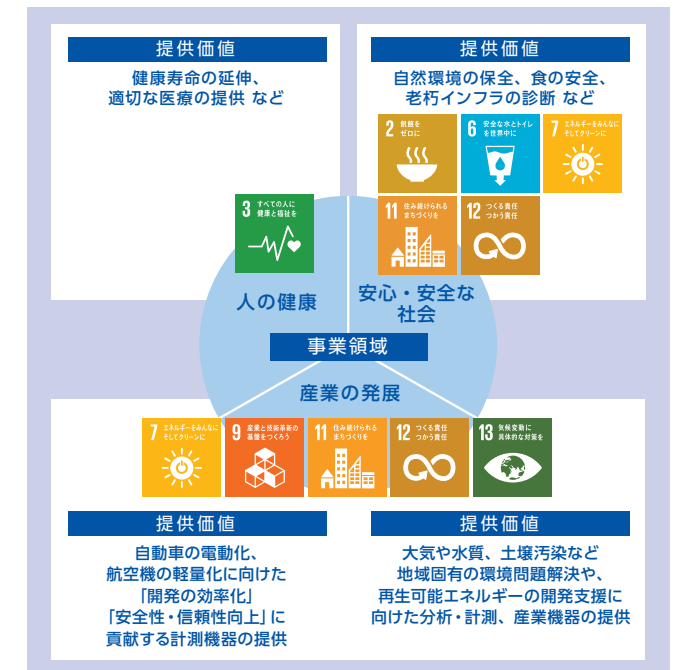 提供価値
健康寿命の延伸、
適切な医療の提供 など
提供価値
自然環境の保全、食の安全、
老朽インフラの診断 など
2 飢餓を
ゼロに
6 安全な水とトイレ
を世界中に
7 エネルギーをみんなに
そしてクリーンに
3 すべての人に
健康と福祉を
11 住み続けられる
まちづくりを
12 つくる責任
つかう責任
人の健康
安心・安全な
社会
事業領域
産業の発展
7 エネルギーをみんなに
そしてクリーンに
9 産業と技術革新の
基盤をつくろう
11 住み続けられる
まちづくりを
12 つくる責任
つかう責任
13 気候変動に
具体的な対策を
提供価値
自動車の電動化、
航空機の軽量化に向けた
「開発の効率化」
「安全性・信頼性向上」に
貢献する計測機器の提供
提供価値
大気や水質、土壌汚染など
地域固有の環境問題解決や、
再生可能エネルギーの開発支援に
向けた分析・計測、産業機器の提供